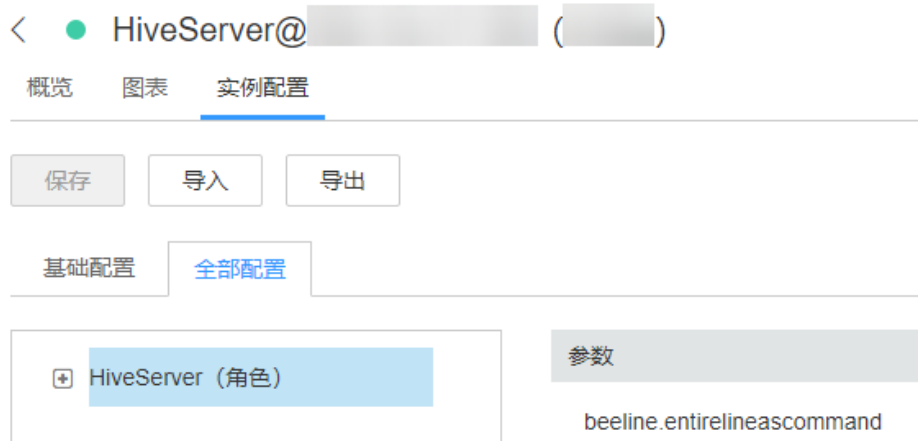 HiveServer@ ( )
概览 图表 实例配置
保存 导入 导出
基础配置 全部配置
HiveServer（角色）
参数
beeline.entirelineascommand